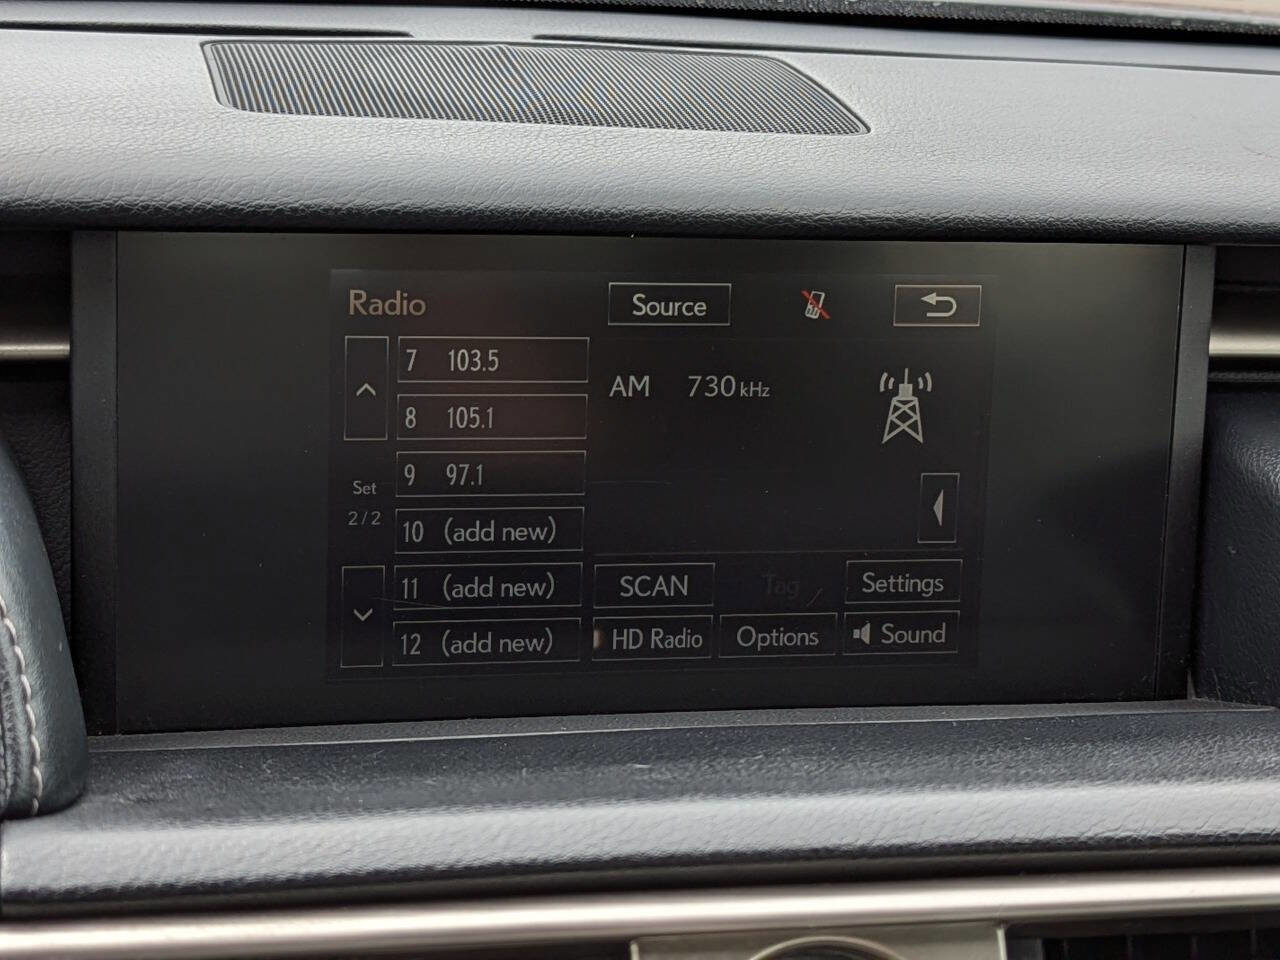 Radio
Source
7 103.5
8 105.1
AM 730 kHz
9 97.1
Set
2/2
10 (add new)
11 (add new)
SCAN
Tag
Settings
12 (add new)
HD Radio
Options
Sound